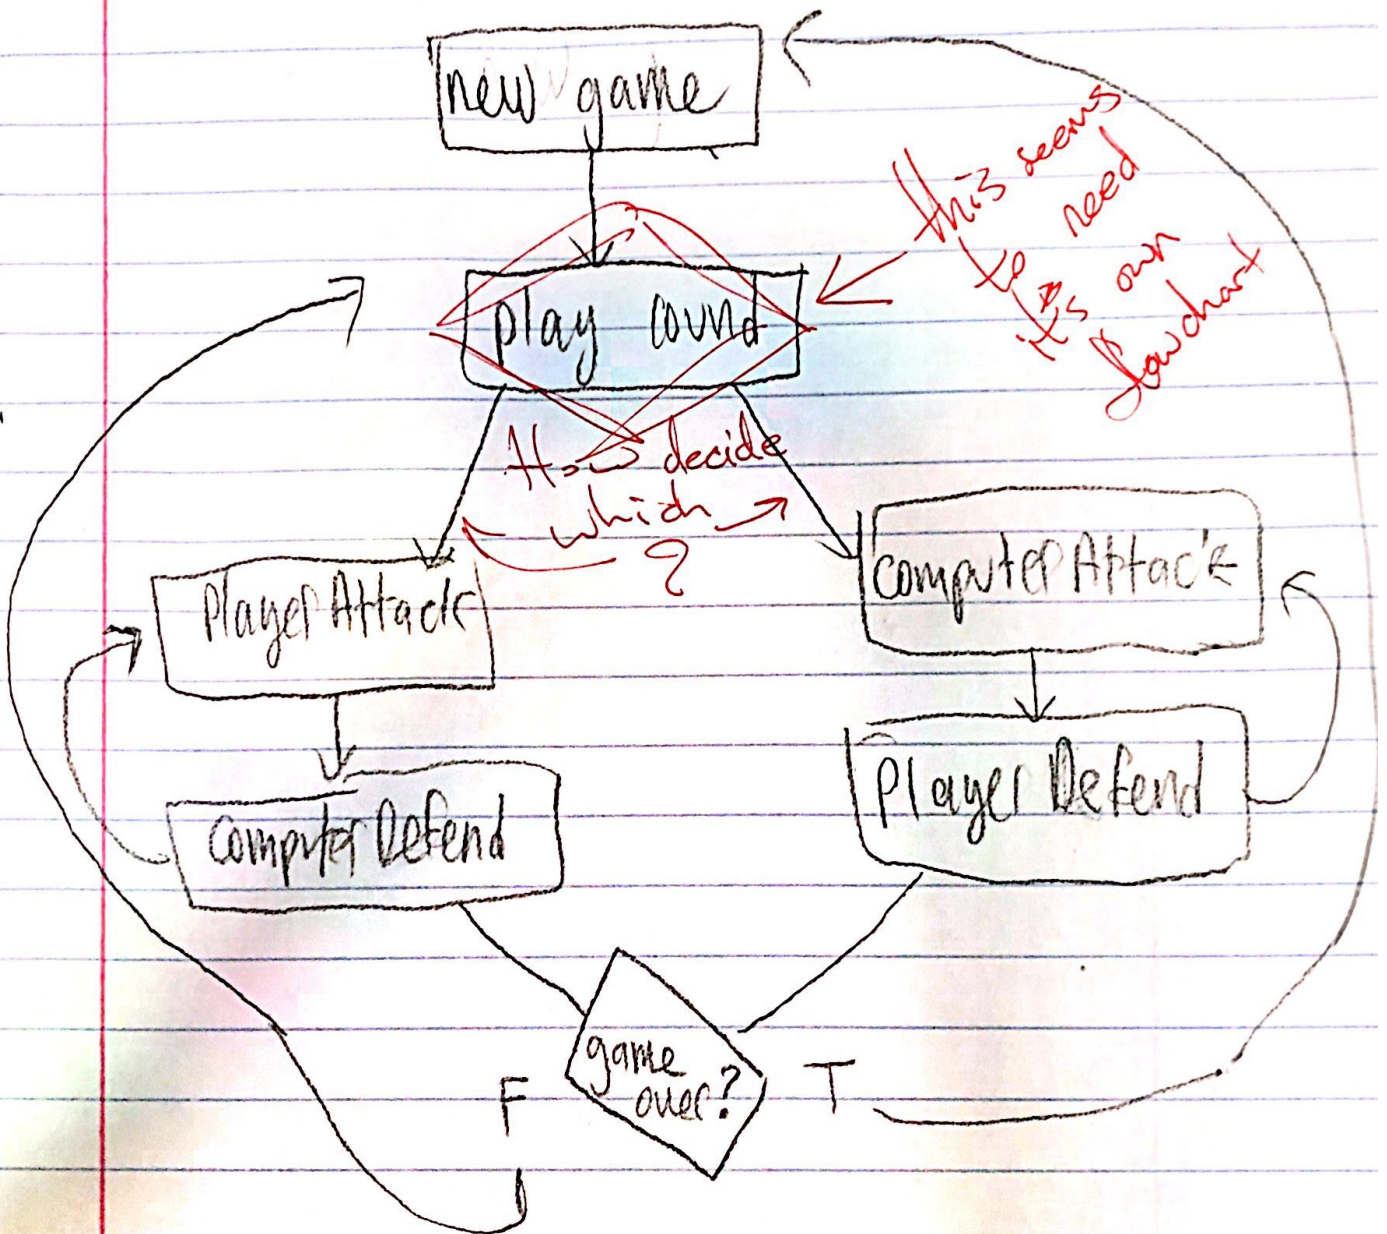 new game
this seems
to need
it's own
flowchart
play round
How decide
which
?
Player Attack
computer Attack
computer Defend
Player Defend
game
over?
F
T